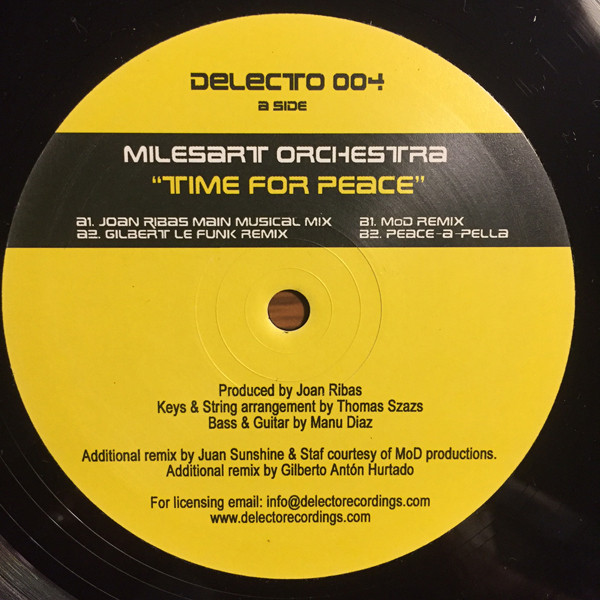 DELECTO 004
A SIDE
MILESART ORCHESTRA
"TIME FOR PEACE"
A1. JOAN RIBAS MAIN MUSICAL MIX B1. MoD REMIX
A2. GILBERT LE FUNK REMIX B2. PEACE-A-PELLA
Produced by Joan Ribas
Keys & String arrangement by Thomas Szazs
Bass & Guitar by Manu Diaz
Additional remix by Juan Sunshine & Staf courtesy of MoD productions.
Additional remix by Gilberto Antón Hurtado
For licensing email: info@delectorecordings.com
www.delectorecordings.com